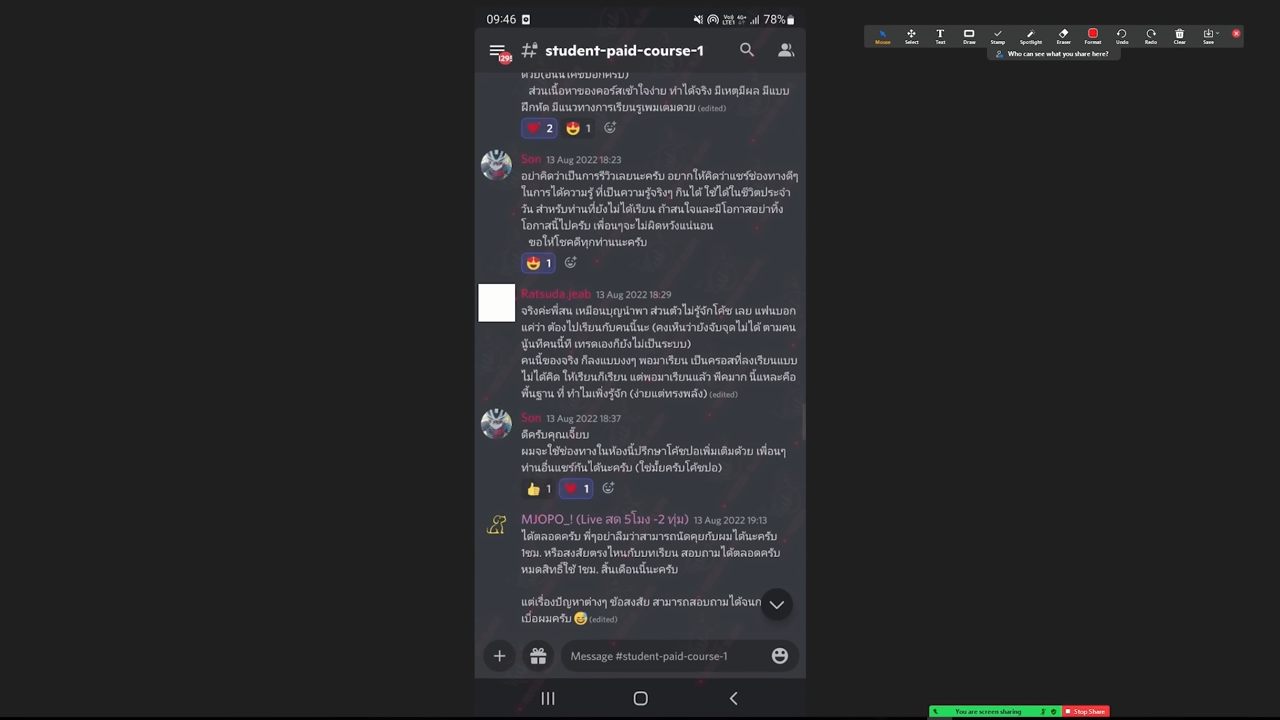 09:46
VoLTE1 4G+ 78%
Mouse Select Text Draw Stamp Spotlight Eraser Format Undo Redo Clear Save
Who can see what you share here?
129!
student-paid-course-1
ส่วนเนื้อหาของคอร์สเข้าใจง่าย ทำได้จริง มีเหตุมีผล มีแบบ
ฝึกหัด มีแนวทางการเรียนรู้เพิ่มเติมด้วย (edited)
2 1
Son 13 Aug 2022 18:23
อย่าคิดว่าเป็นการรีวิวเลยนะครับ อยากให้คิดว่าแชร์ช่องทางดีๆ
ในการได้ความรู้ ที่เป็นความรู้จริงๆ กินได้ ใช้ได้ในชีวิตประจำ
วัน สำหรับท่านที่ยังไม่ได้เรียน ถ้าสนใจและมีโอกาสอย่าทิ้ง
โอกาสนี้ไปครับ เพื่อนๆจะไม่ผิดหวังแน่นอน
ขอให้โชคดีทุกท่านนะครับ
1
Ratsuda jeab 13 Aug 2022 18:29
จริงค่ะพี่สน เหมือนบุญนำพา ส่วนตัวไม่รู้จักโค้ช เลย แฟนบอก
แค่ว่า ต้องไปเรียนกับคนนี้นะ (คงเห็นว่ายังจับจุดไม่ได้ ตามคน
นู้นทีคนนี้ที เทรดเองก็ยังไม่เป็นระบบ)
คนนี้ของจริง ก็ลงแบบงงๆ พอมาเรียน เป็นครอสที่ลงเรียนแบบ
ไม่ได้คิด ให้เรียนก็เรียน แต่พอมาเรียนแล้ว พีคมาก นี้แหละคือ
พื้นฐาน ที่ ทำไมเพิ่งรู้จัก (ง่ายแต่ทรงพลัง) (edited)
Son 13 Aug 2022 18:37
ดีครับคุณเจี๊ยบ
ผมจะใช้ช่องทางในห้องนี้ปรึกษาโค้ชปอเพิ่มเติมด้วย เพื่อนๆ
ท่านอื่นแชร์กันได้นะครับ (ใช่มั้ยครับโค้ชปอ)
1 1
MJOPO_! (Live สด 5โมง -2 ทุ่ม) 13 Aug 2022 19:13
ได้ตลอดครับ พี่ๆอย่าลืมว่าสามารถนัดคุยกับผมได้นะครับ
1ชม. หรือสงสัยตรงไหนกับบทเรียน สอบถามได้ตลอดครับ
หมดสิทธิ์ใช้ 1ชม. สิ้นเดือนนี้นะครับ
แต่เรื่องปัญหาต่างๆ ข้อสงสัย สามารถสอบถามได้จนก
เบื่อผมครับ (edited)
Message #student-paid-course-1
You are screen sharing
Stop Share